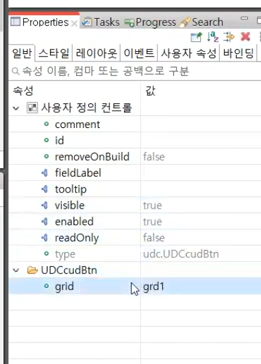 Properties Tasks Progress Search
일반 스타일 레이아웃 이벤트 사용자 속성 바인딩
속성 이름, 컴마 또는 공백으로 구분
속성 값
사용자 정의 컨트롤
comment
id
removeOnBuild false
fieldLabel
tooltip
visible true
enabled true
readOnly false
type udc.UDCcudBtn
UDCcudBtn
grid grd1